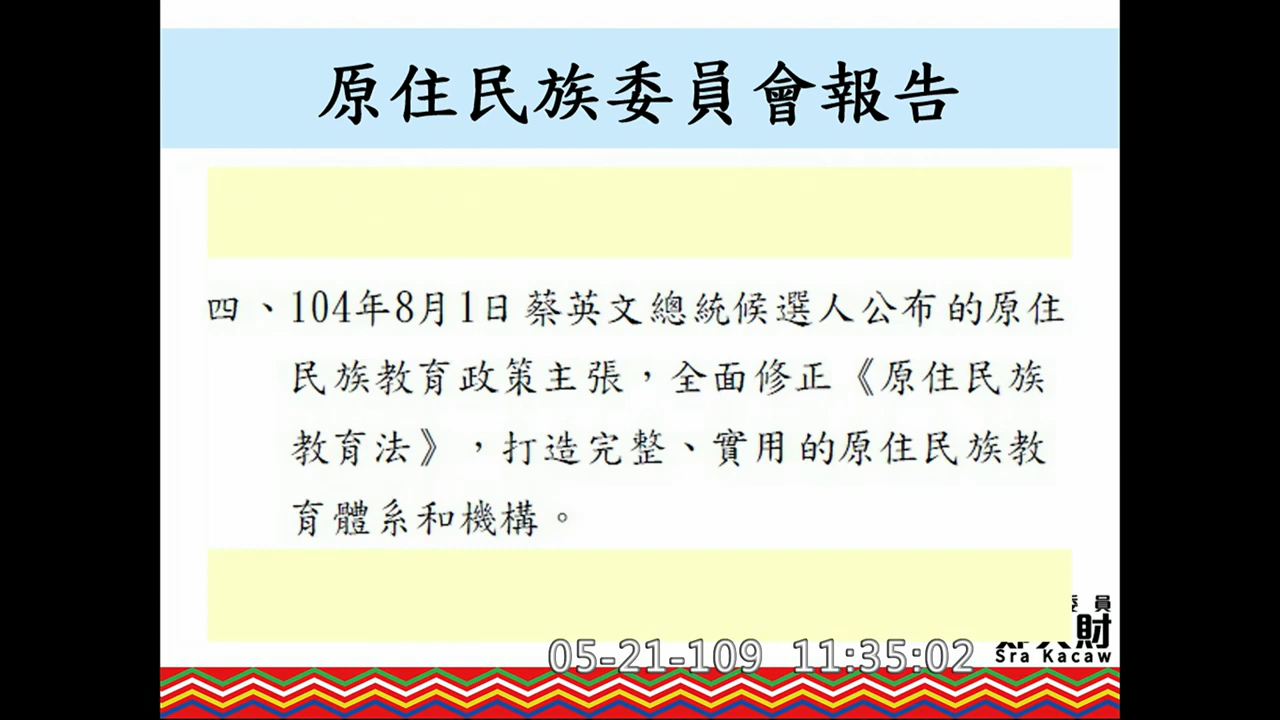 原住民族委員會報告
四、104年8月1日蔡英文總統候選人公布的原住
民族教育政策主張，全面修正《原住民族
教育法》，打造完整、實用的原住民族教
育體系和機構。
員
財
Sra Kacaw
05-21-109 11:35:02